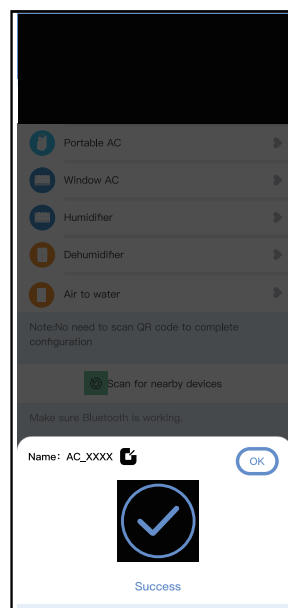 Portable AC
Window AC
Humidifier
Dehumidifier
Air to water
Note:No need to scan QR code to complete
configuration
Scan for nearby devices
Make sure Bluetooth is working.
Name: AC_XXXX
OK
Success